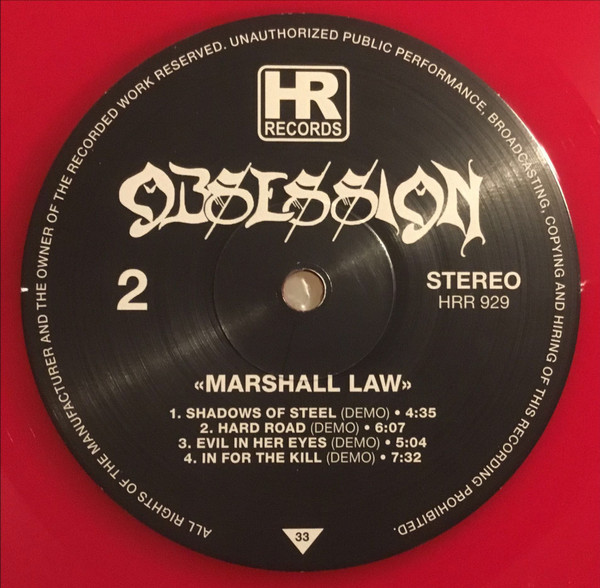 ALL RIGHTS OF THE MANUFACTURER AND THE OWNER OF THE RECORDED WORK RESERVED. UNAUTHORIZED PUBLIC PERFORMANCE, BROADCASTING, COPYING AND HIRING OF THIS RECORDING PROHIBITED.
HR
RECORDS
OBSESSION
2
STEREO
HRR 929
«MARSHALL LAW»
1. SHADOWS OF STEEL (DEMO) • 4:35
2. HARD ROAD (DEMO) • 6:07
3. EVIL IN HER EYES (DEMO) • 5:04
4. IN FOR THE KILL (DEMO) • 7:32
33